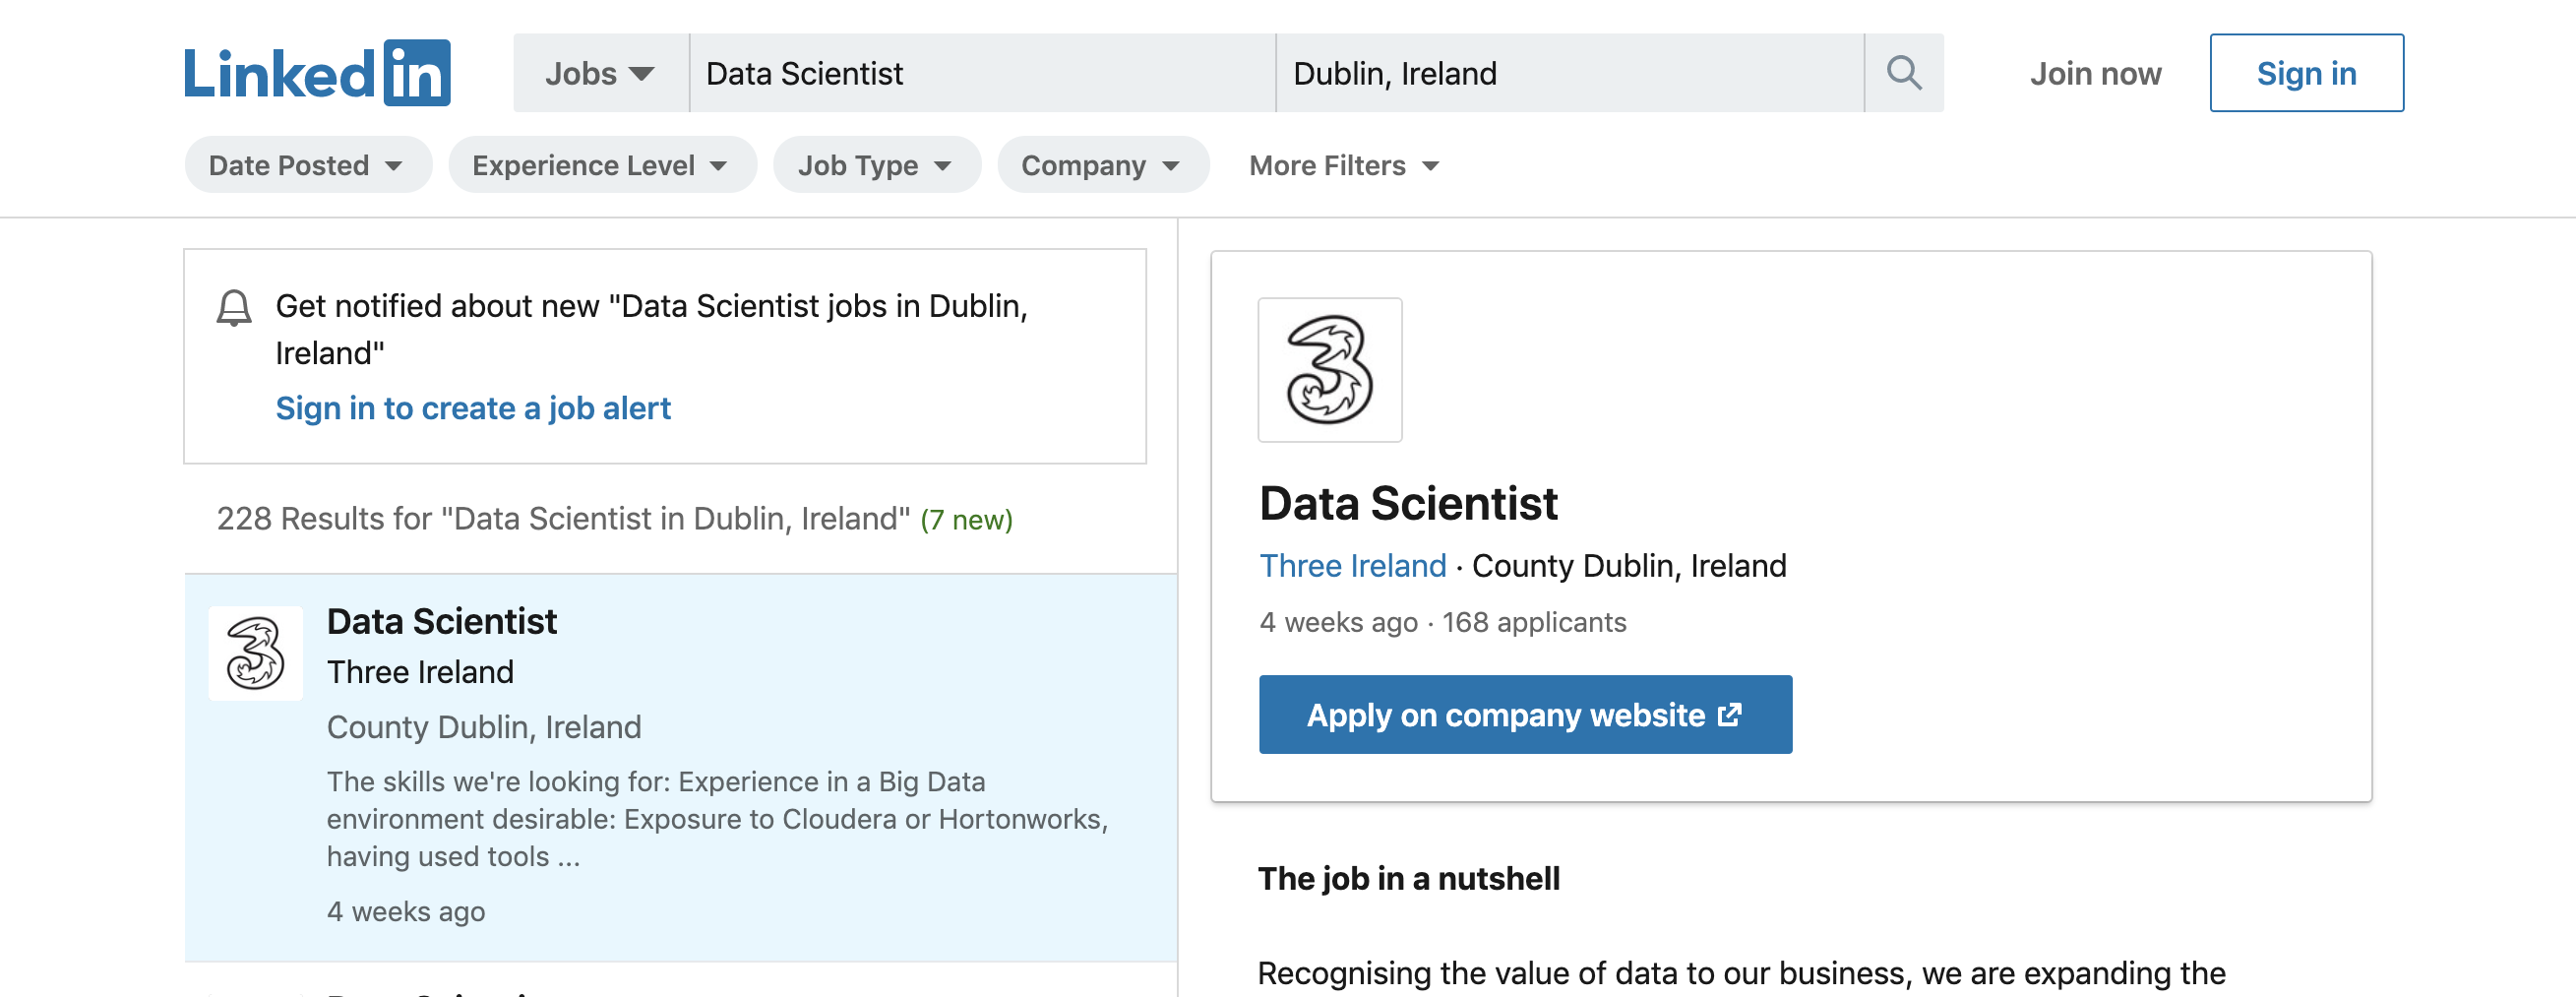 Linked in
Jobs
Data Scientist
Dublin, Ireland
Join now
Sign in
Date Posted
Experience Level
Job Type
Company
More Filters
Get notified about new "Data Scientist jobs in Dublin,
Ireland"
Sign in to create a job alert
228 Results for "Data Scientist in Dublin, Ireland" (7 new)
Data Scientist
Three Ireland
County Dublin, Ireland
The skills we're looking for: Experience in a Big Data
environment desirable: Exposure to Cloudera or Hortonworks,
having used tools ...
4 weeks ago
3
Data Scientist
Three Ireland · County Dublin, Ireland
4 weeks ago · 168 applicants
Apply on company website
The job in a nutshell
Recognising the value of data to our business, we are expanding the